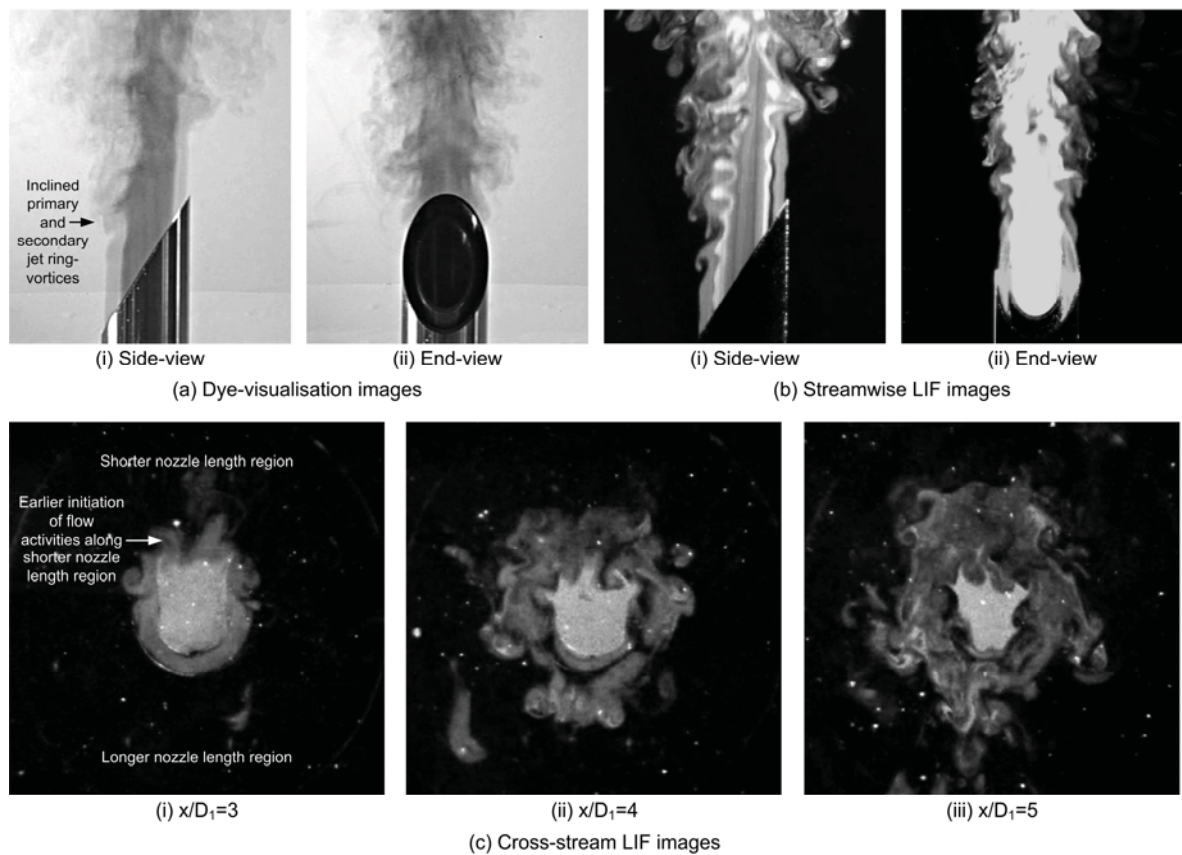 Inclined
primary
and
secondary
jet ring-
vortices
(i) Side-view
(ii) End-view
(i) Side-view
(ii) End-view
(a) Dye-visualisation images
(b) Streamwise LIF images
Shorter nozzle length region
Earlier initiation
of flow
activities along
shorter nozzle
length region
Longer nozzle length region
(i) x/D₁=3
(ii) x/D₁=4
(iii) x/D₁=5
(c) Cross-stream LIF images